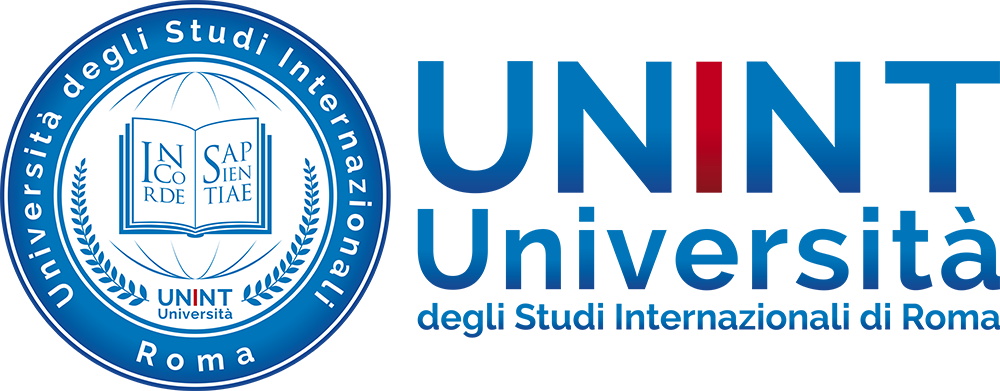 Università degli Studi Internazionali
IN
CO
RDE
SAP
IEN
TIAE
UNINT
Università
Roma
UNINT
Università
degli Studi Internazionali di Roma